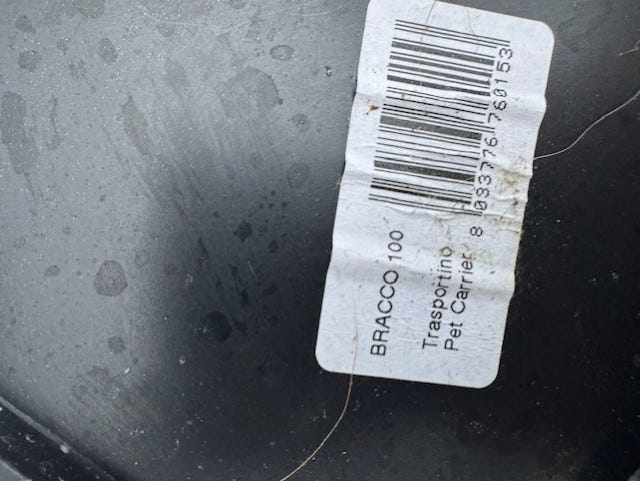 BRACCO 100
Trasportino
Pet Carrier
8 033776 760153